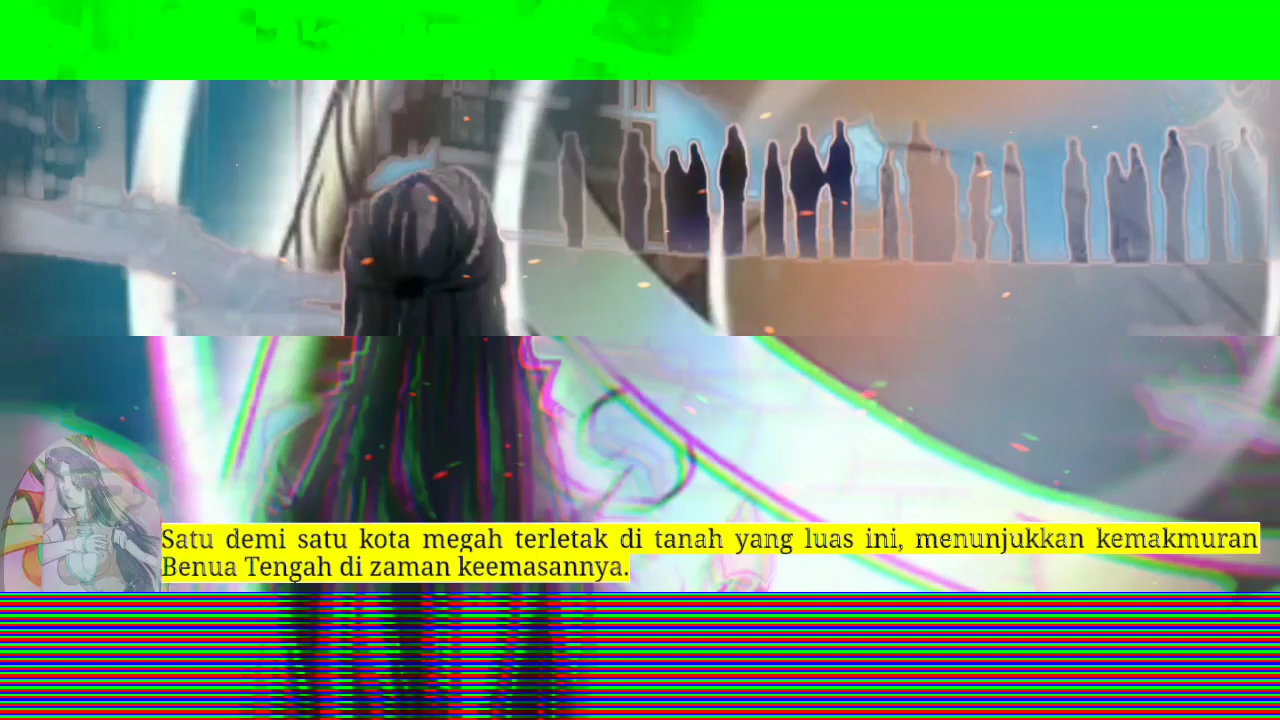 Satu demi satu kota megah terletak di tanah yang luas ini, menunjukkan kemakmuran
Benua Tengah di zaman keemasannya.